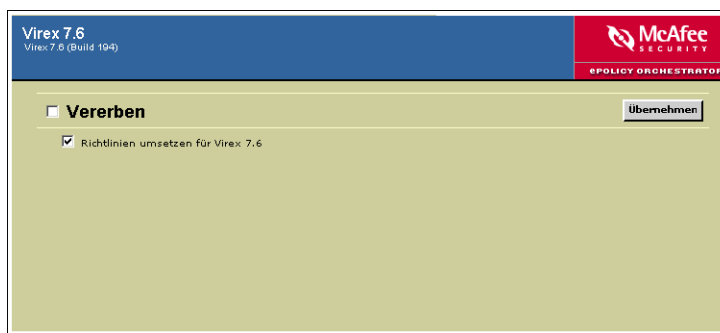 Virex 7.6
Virex 7.6 (Build 194)
McAfee
SECURITY
ePOLICY ORCHESTRATOR
Vererben
Übernehmen
Richtlinien umsetzen für Virex 7.6